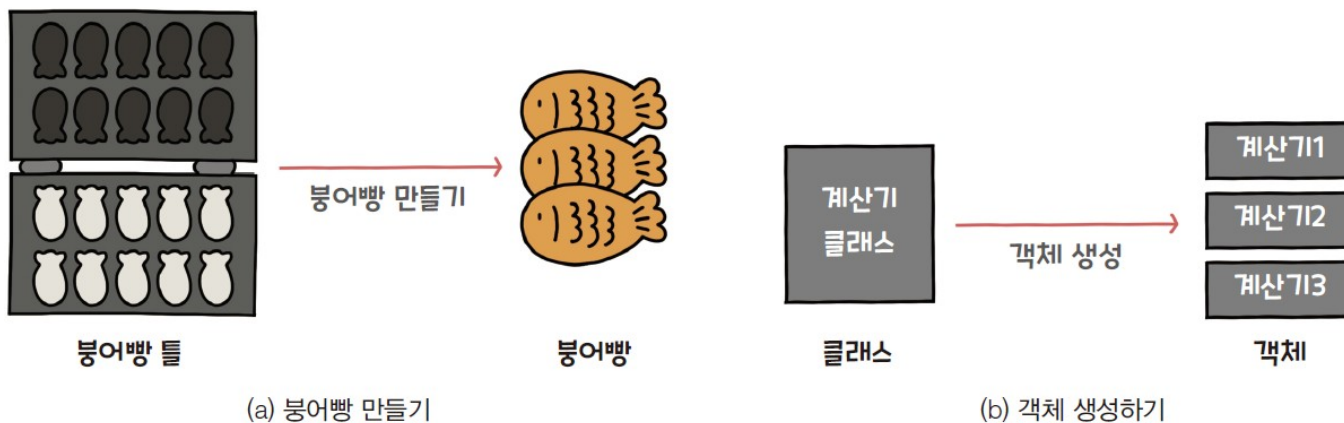 붕어빵 만들기
붕어빵 틀
붕어빵
(a) 붕어빵 만들기
계산기
클래스
객체 생성
계산기1
계산기2
계산기3
클래스
객체
(b) 객체 생성하기